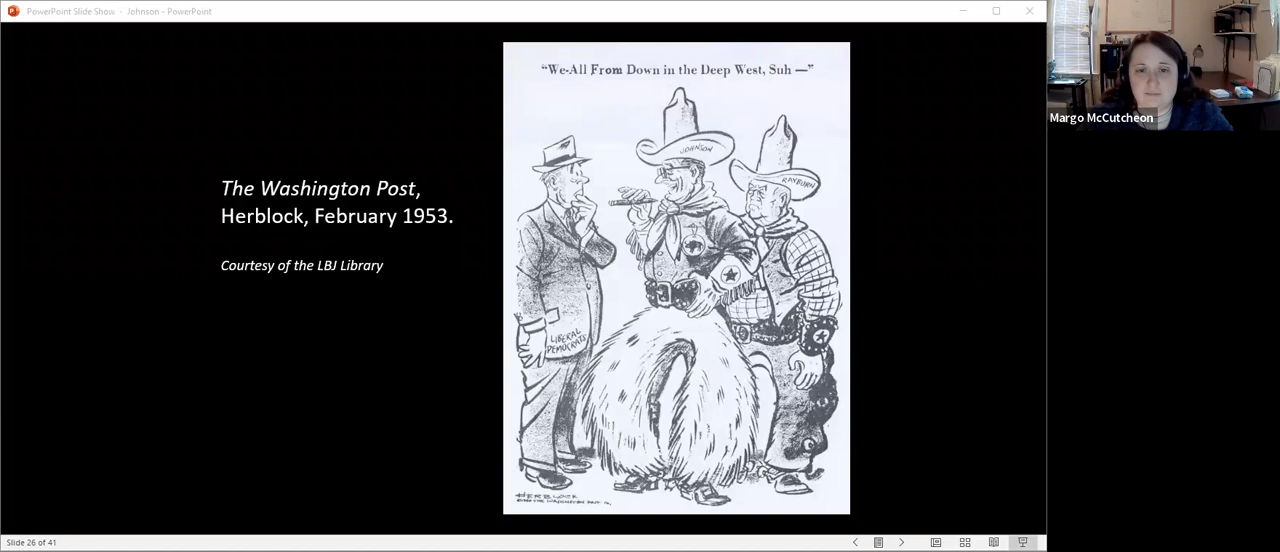 PowerPoint Slide Show - Johnson - PowerPoint
Margo McCutcheon
"We-All From Down in the Deep West, Suh —"
JOHNSON
RAYBURN
The Washington Post,
Herblock, February 1953.
Courtesy of the LBJ Library
LIBERAL
DEMOCRATS
HERBLOCK
Slide 26 of 41